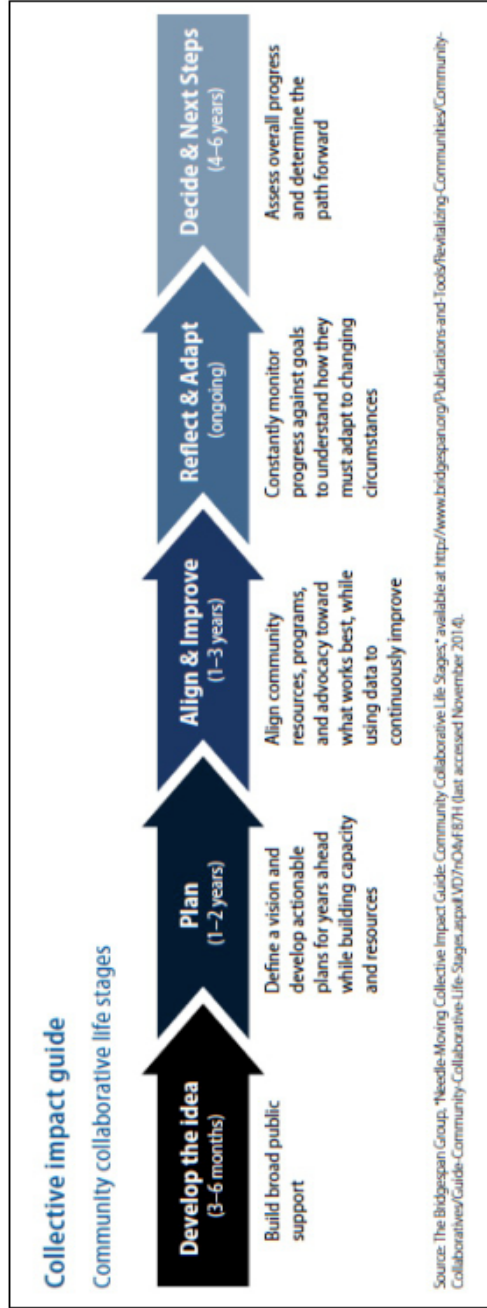 Collective impact guide
Community collaborative life stages
Develop the idea
(3–6 months)
Build broad public
support
Plan
(1–2 years)
Define a vision and
develop actionable
plans for years ahead
while building capacity
and resources
Align & Improve
(1–3 years)
Align community
resources, programs,
and advocacy toward
what works best, while
using data to
continuously improve
Reflect & Adapt
(ongoing)
Constantly monitor
progress against goals
to understand how they
must adapt to changing
circumstances
Decide & Next Steps
(4–6 years)
Assess overall progress
and determine the
path forward
Source: The Bridgespan Group, "Needle-Moving Collective Impact Guide: Community Collaborative Life Stages," available at http://www.bridgespan.org/Publications-and-Tools/Revitalizing-Communities/Community-
Collaboratives/Guide-Community-Collaborative-Life-Stages.aspx (last accessed November 2014).